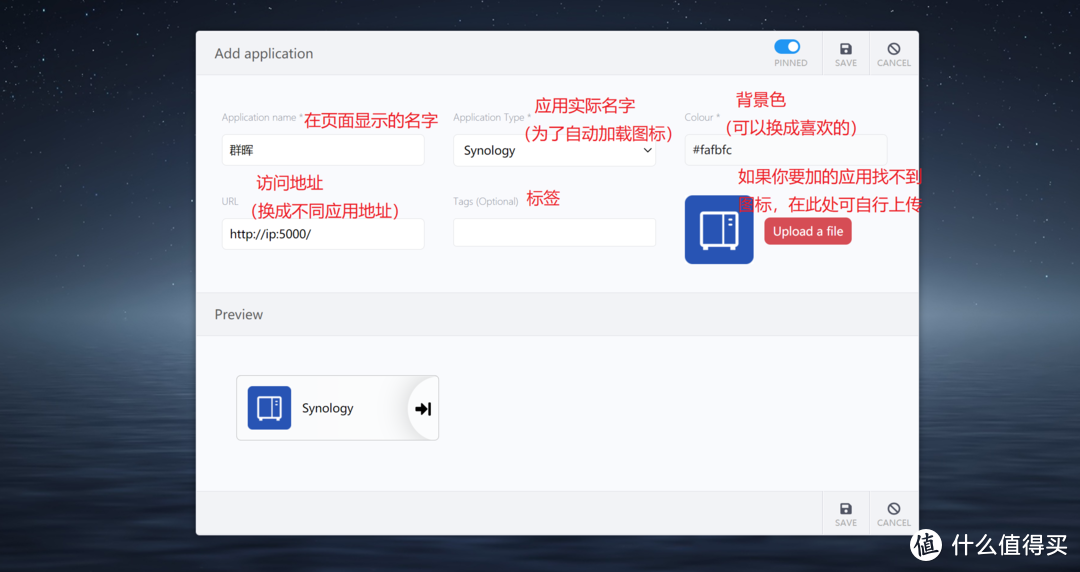 Add application
PINNED
SAVE
CANCEL
Application name *
在页面显示的名字
群晖
应用实际名字
Application Type *
（为了自动加载图标）
Synology
背景色
Colour *
（可以换成喜欢的）
#fafbfc
访问地址
URL
（换成不同应用地址）
http://ip:5000/
Tags (Optional)
标签
如果你要加的应用找不到
图标，在此处可自行上传
Upload a file
Preview
Synology
SAVE
CANCEL
值 什么值得买